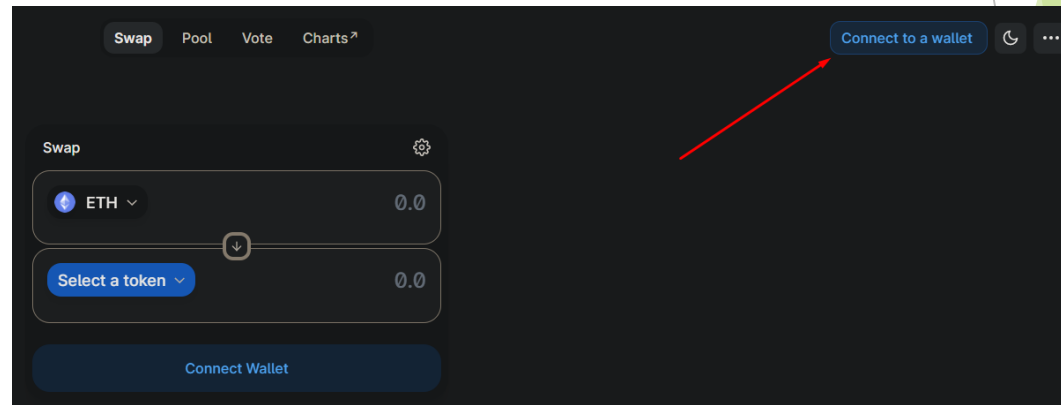 Swap Pool Vote Charts↗ Connect to a wallet
Swap
ETH 0.0
Select a token 0.0
Connect Wallet